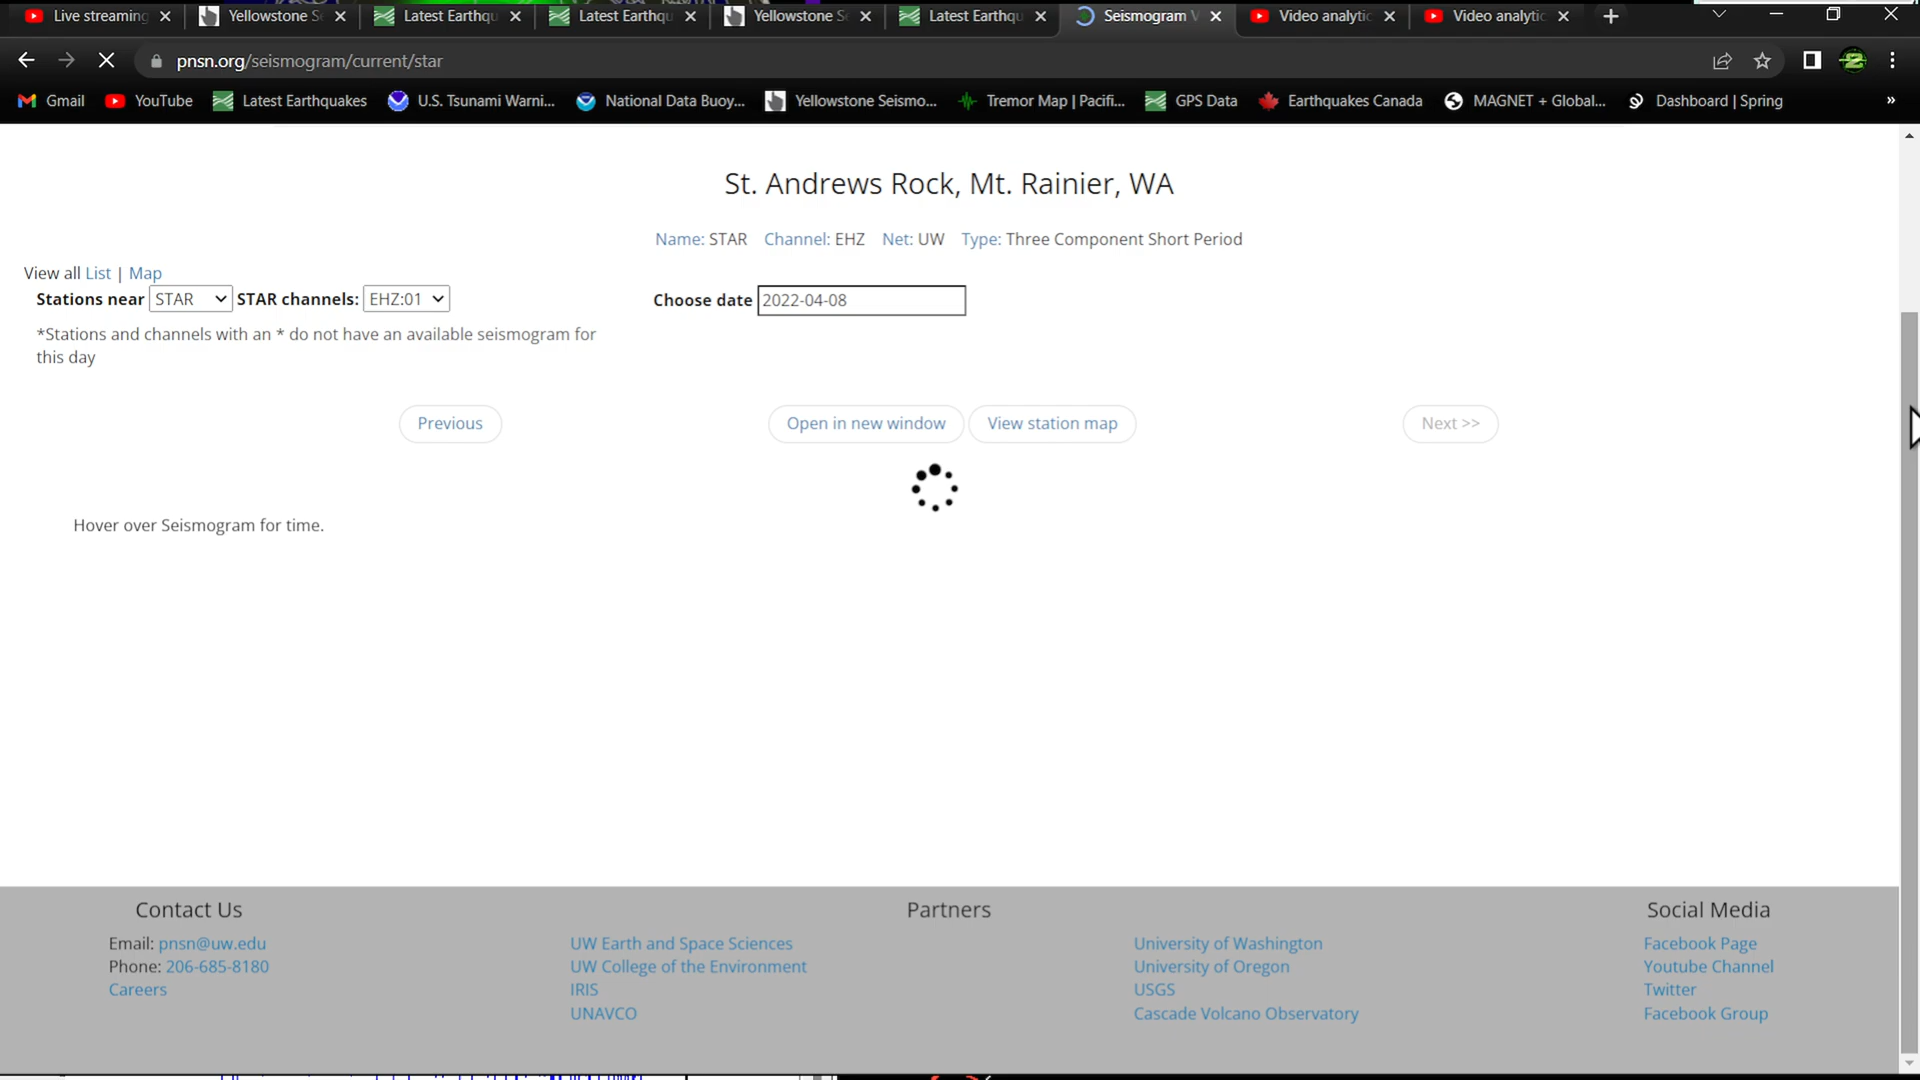 Live streaming
Yellowstone Se
Latest Earthqu
Latest Earthqu
Yellowstone Se
Latest Earthqu
Seismogram V
Video analytic
Video analytic
pnsn.org/seismogram/current/star
Gmail YouTube Latest Earthquakes U.S. Tsunami Warni... National Data Buoy... Yellowstone Seismo... Tremor Map | Pacifi... GPS Data Earthquakes Canada MAGNET + Global... Dashboard | Spring »
St. Andrews Rock, Mt. Rainier, WA
Name: STAR Channel: EHZ Net: UW Type: Three Component Short Period
View all List | Map
Stations near STAR STAR channels: EHZ:01 Choose date 2022-04-08
*Stations and channels with an * do not have an available seismogram for
this day
Previous Open in new window View station map Next >>
Hover over Seismogram for time.
Contact Us
Email: pnsn@uw.edu
Phone: 206-685-8180
Careers
Partners
UW Earth and Space Sciences
UW College of the Environment
IRIS
UNAVCO
University of Washington
University of Oregon
USGS
Cascade Volcano Observatory
Social Media
Facebook Page
Youtube Channel
Twitter
Facebook Group